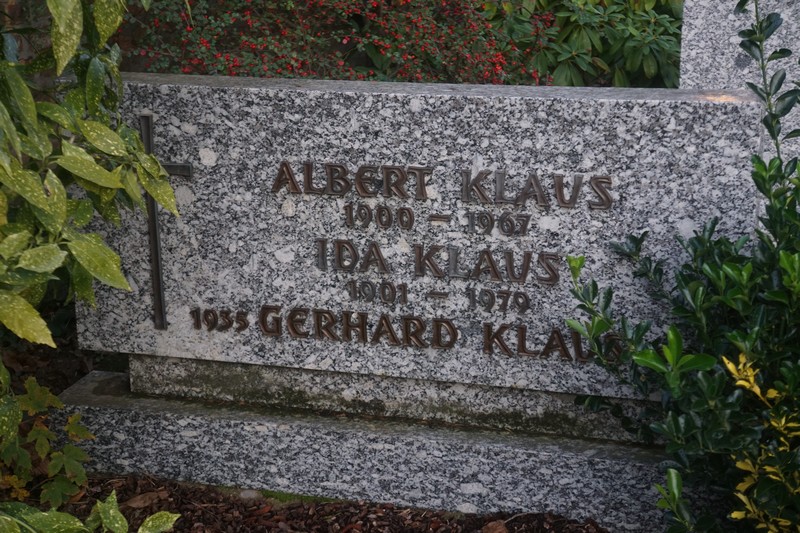 ALBERT KLAUS
1900 – 1967
IDA KLAUS
1901 – 1979
1935 GERHARD KLAUS